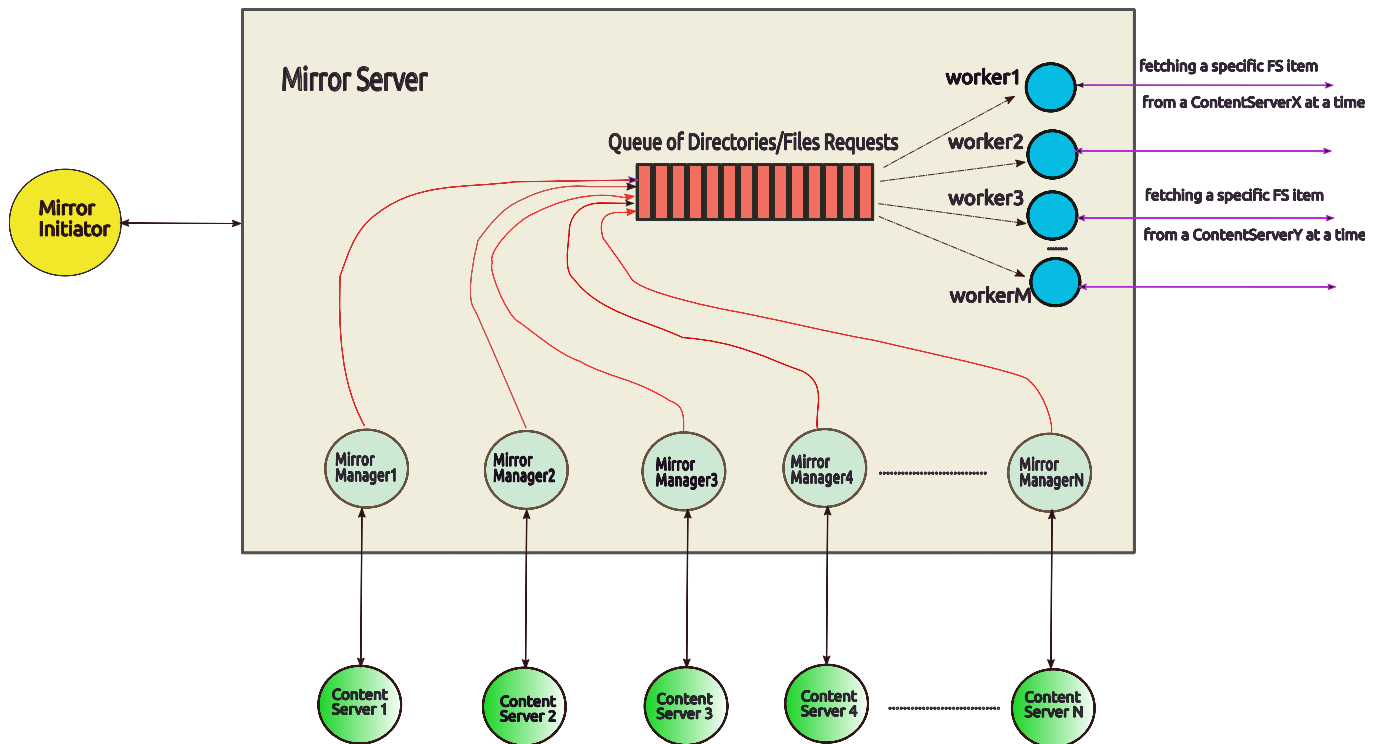 Mirror Server
worker1
fetching a specific FS item
from a ContentServerX at a time
Queue of Directories/Files Requests
worker2
worker3
fetching a specific FS item
from a ContentServerY at a time
Mirror
Initiator
workerM
Mirror
Manager1
Mirror
Manager2
Mirror
Manager3
Mirror
Manager4
Mirror
ManagerN
Content
Server 1
Content
Server 2
Content
Server 3
Content
Server 4
Content
Server N